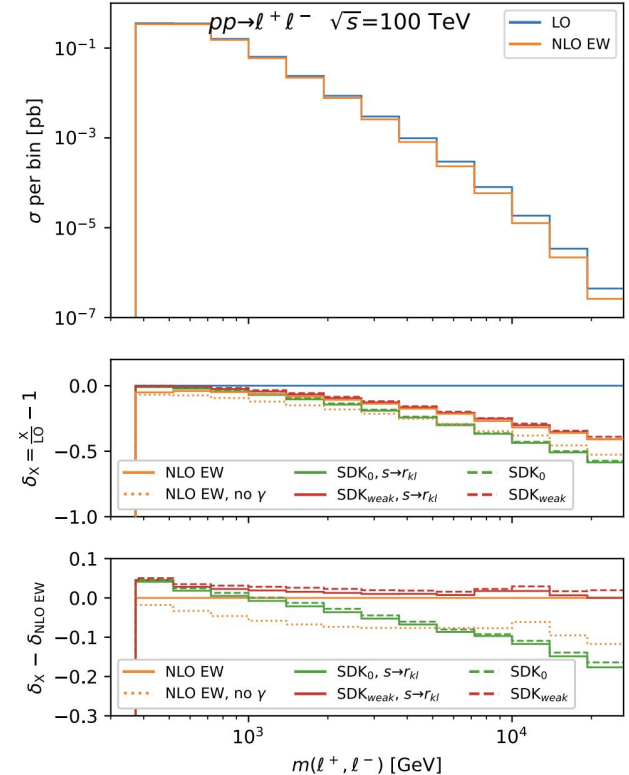 pp→ℓ⁺ℓ⁻ √s=100 TeV
LO
NLO EW
σ per bin [pb]
10⁻¹
10⁻³
10⁻⁵
10⁻⁷
δ_X = X/LO − 1
0.0
−0.5
−1.0
NLO EW
NLO EW, no γ
SDK₀, s→r_kl
SDK_weak, s→r_kl
SDK₀
SDK_weak
δ_X − δ_NLO EW
0.1
0.0
−0.1
−0.2
−0.3
NLO EW
NLO EW, no γ
SDK₀, s→r_kl
SDK_weak, s→r_kl
SDK₀
SDK_weak
10³
10⁴
m(ℓ⁺, ℓ⁻) [GeV]